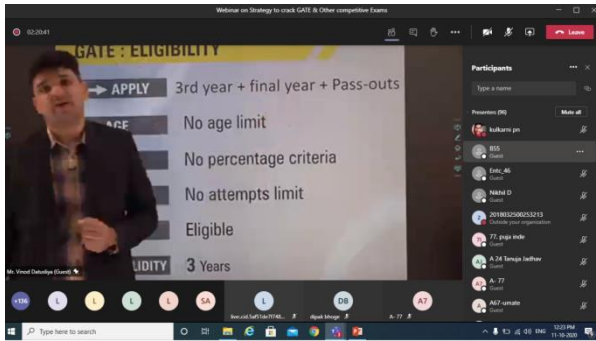 Webinar on Strategy to crack GATE & Other competitive Exams
02:20:41
Leave
GATE : ELIGIBILITY
APPLY 3rd year + final year + Pass-outs
AGE No age limit
No percentage criteria
No attempts limit
Eligible
LIDITY 3 Years
Mr. Vinod Datudiya (Guest)
Participants
Type a name
Presenters (96) Mute all
kulkarni pn
B55
Guest
Entc_46
Guest
Nikhil D
Guest
2018032500253213
Outside your organisation
77. puja inde
Guest
A 24 Tanuja Jadhav
Guest
A- 77
Guest
A67-umate
Guest
+136 L L L L SA L DB A7
dipak bhoge A- 77
Type here to search
ENG 12:23 PM
11-16-2020